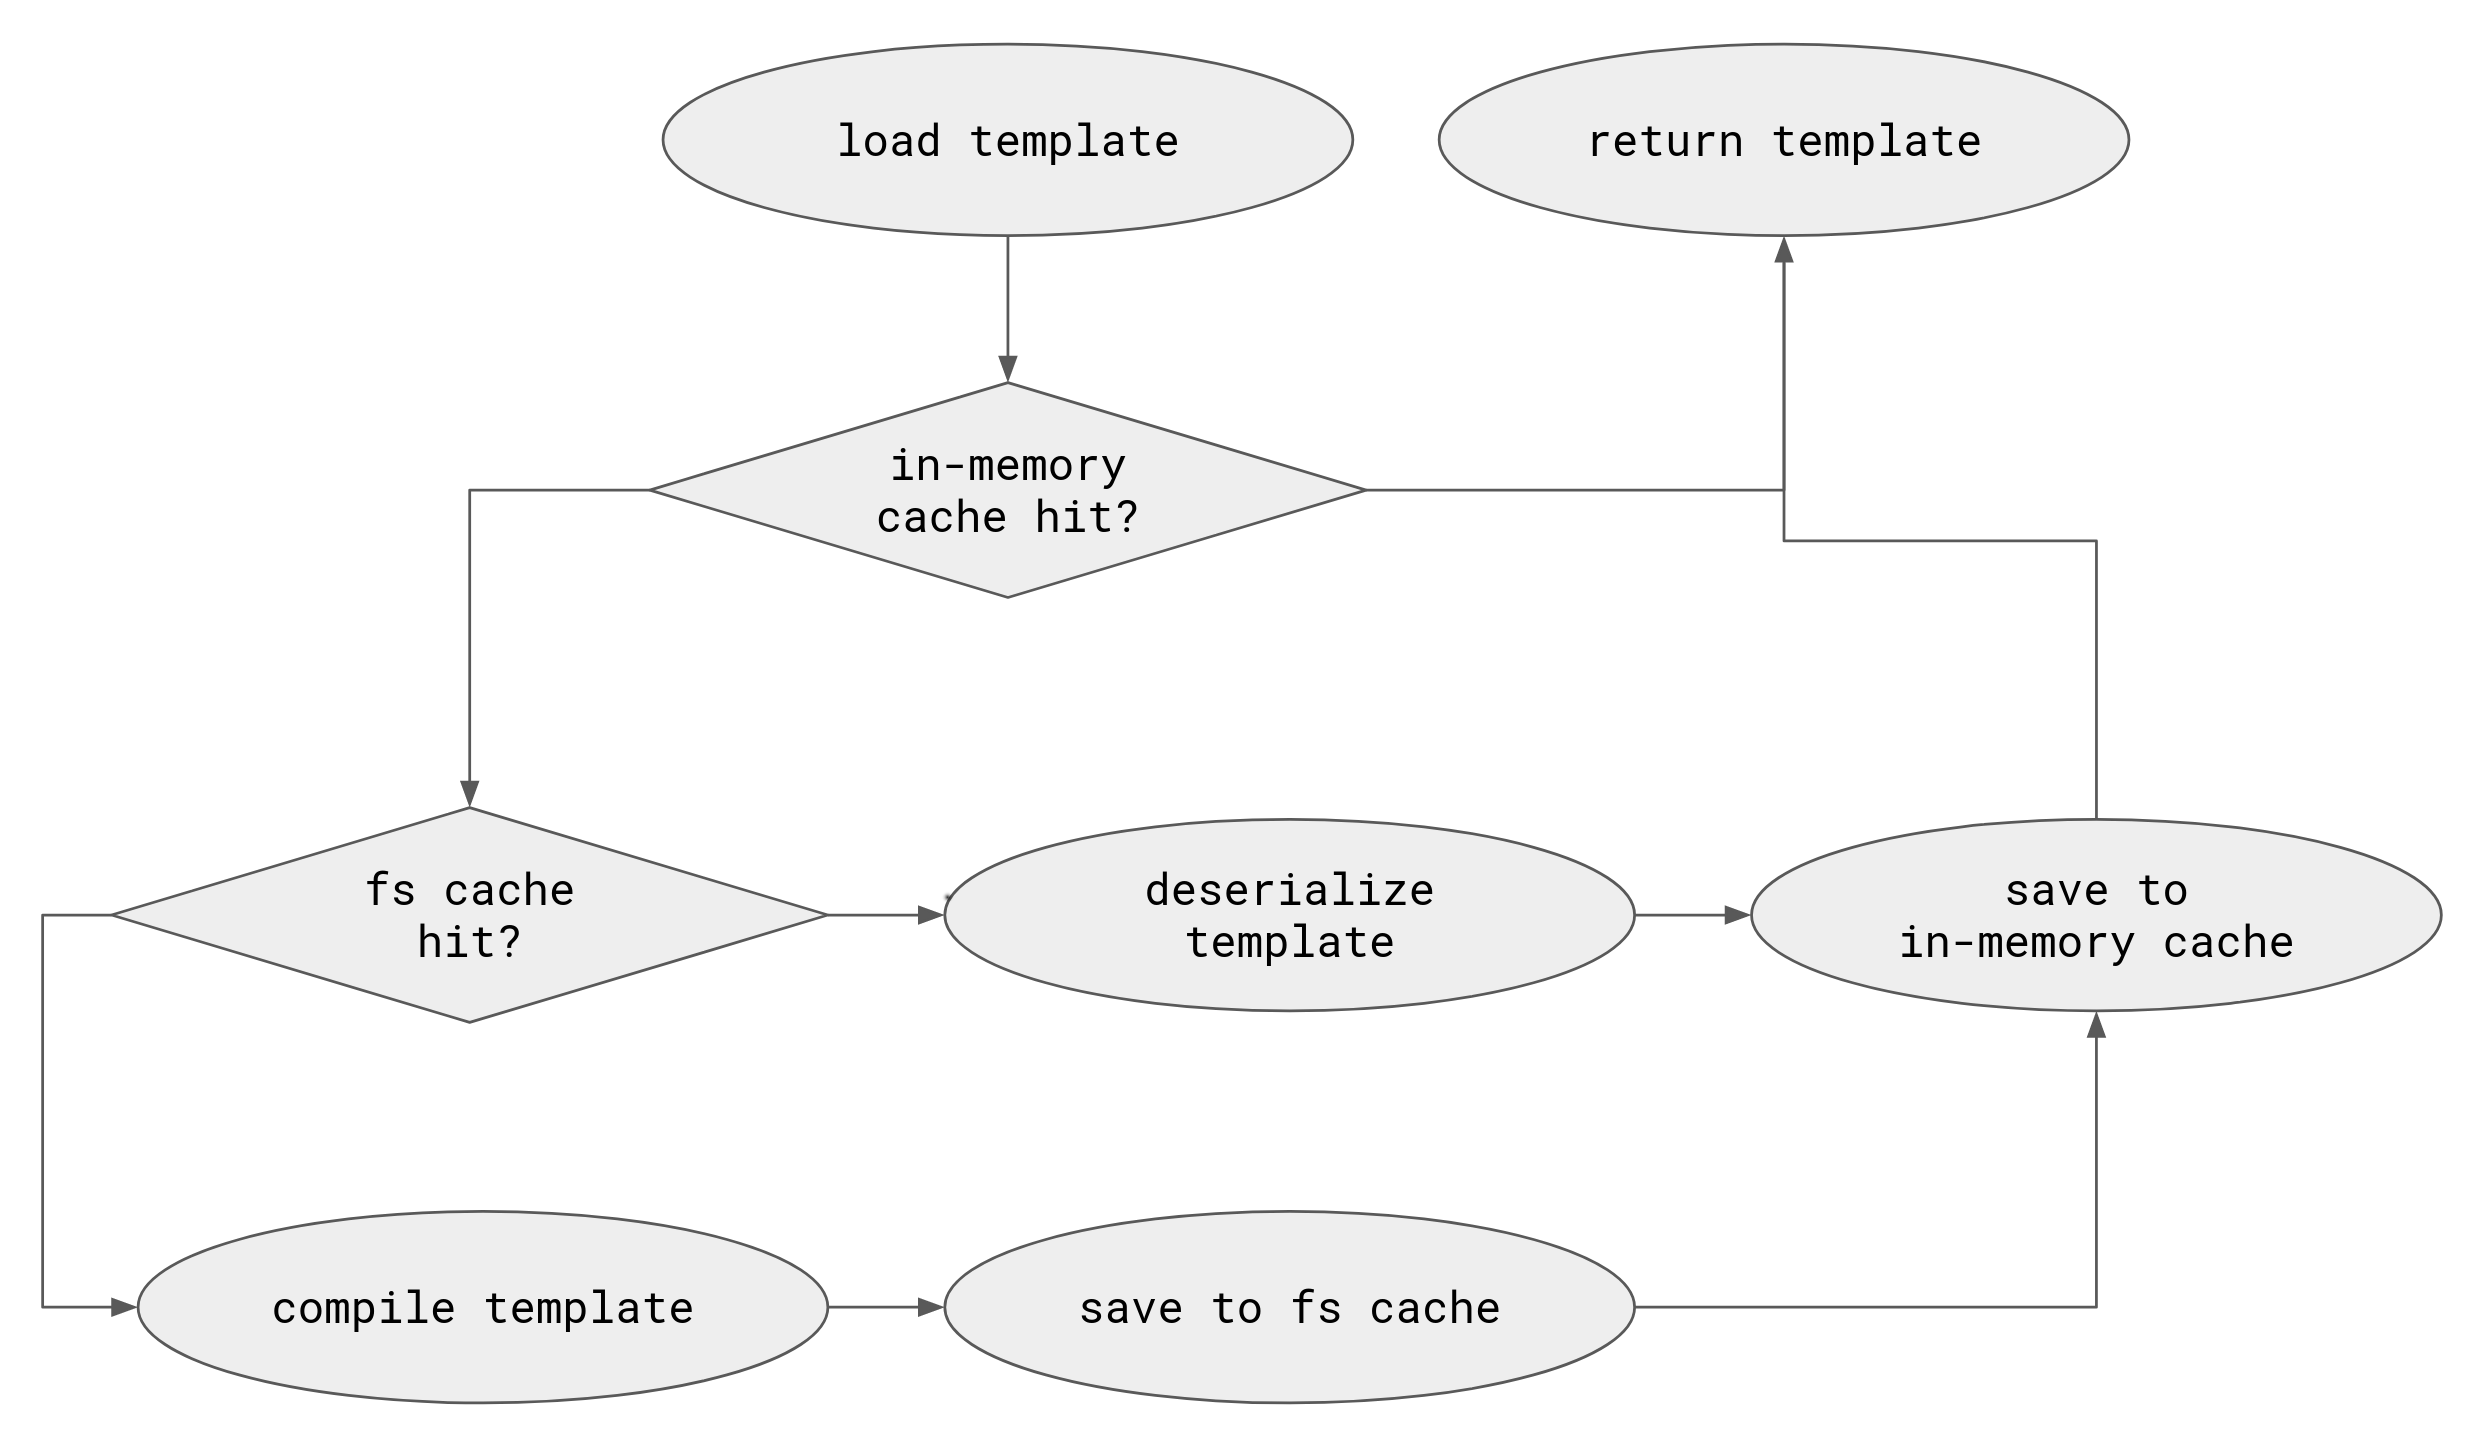 load template
return template
in-memory
cache hit?
fs cache
hit?
deserialize
template
save to
in-memory cache
compile template
save to fs cache